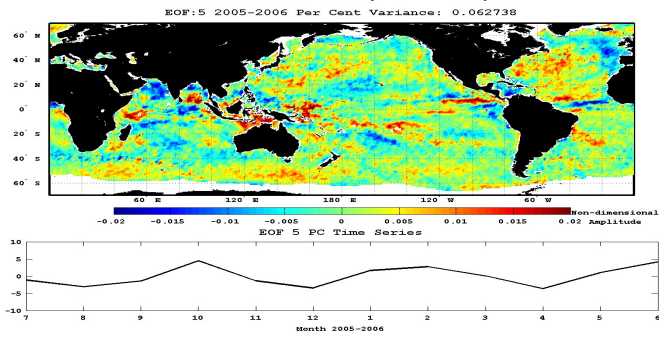 EOF:5 2005-2006 Per Cent Variance: 0.062738
60° N
40° N
20° N
0°
20° S
40° S
60° S
60 E 120 E 180 E 120 W 60 W
-0.02 -0.015 -0.01 -0.005 0 0.005 0.01 0.015 0.02 Non-dimensional
Amplitude
EOF 5 PC Time Series
10
5
0
-5
-10
7 8 9 10 11 12 1 2 3 4 5 6
Month 2005-2006